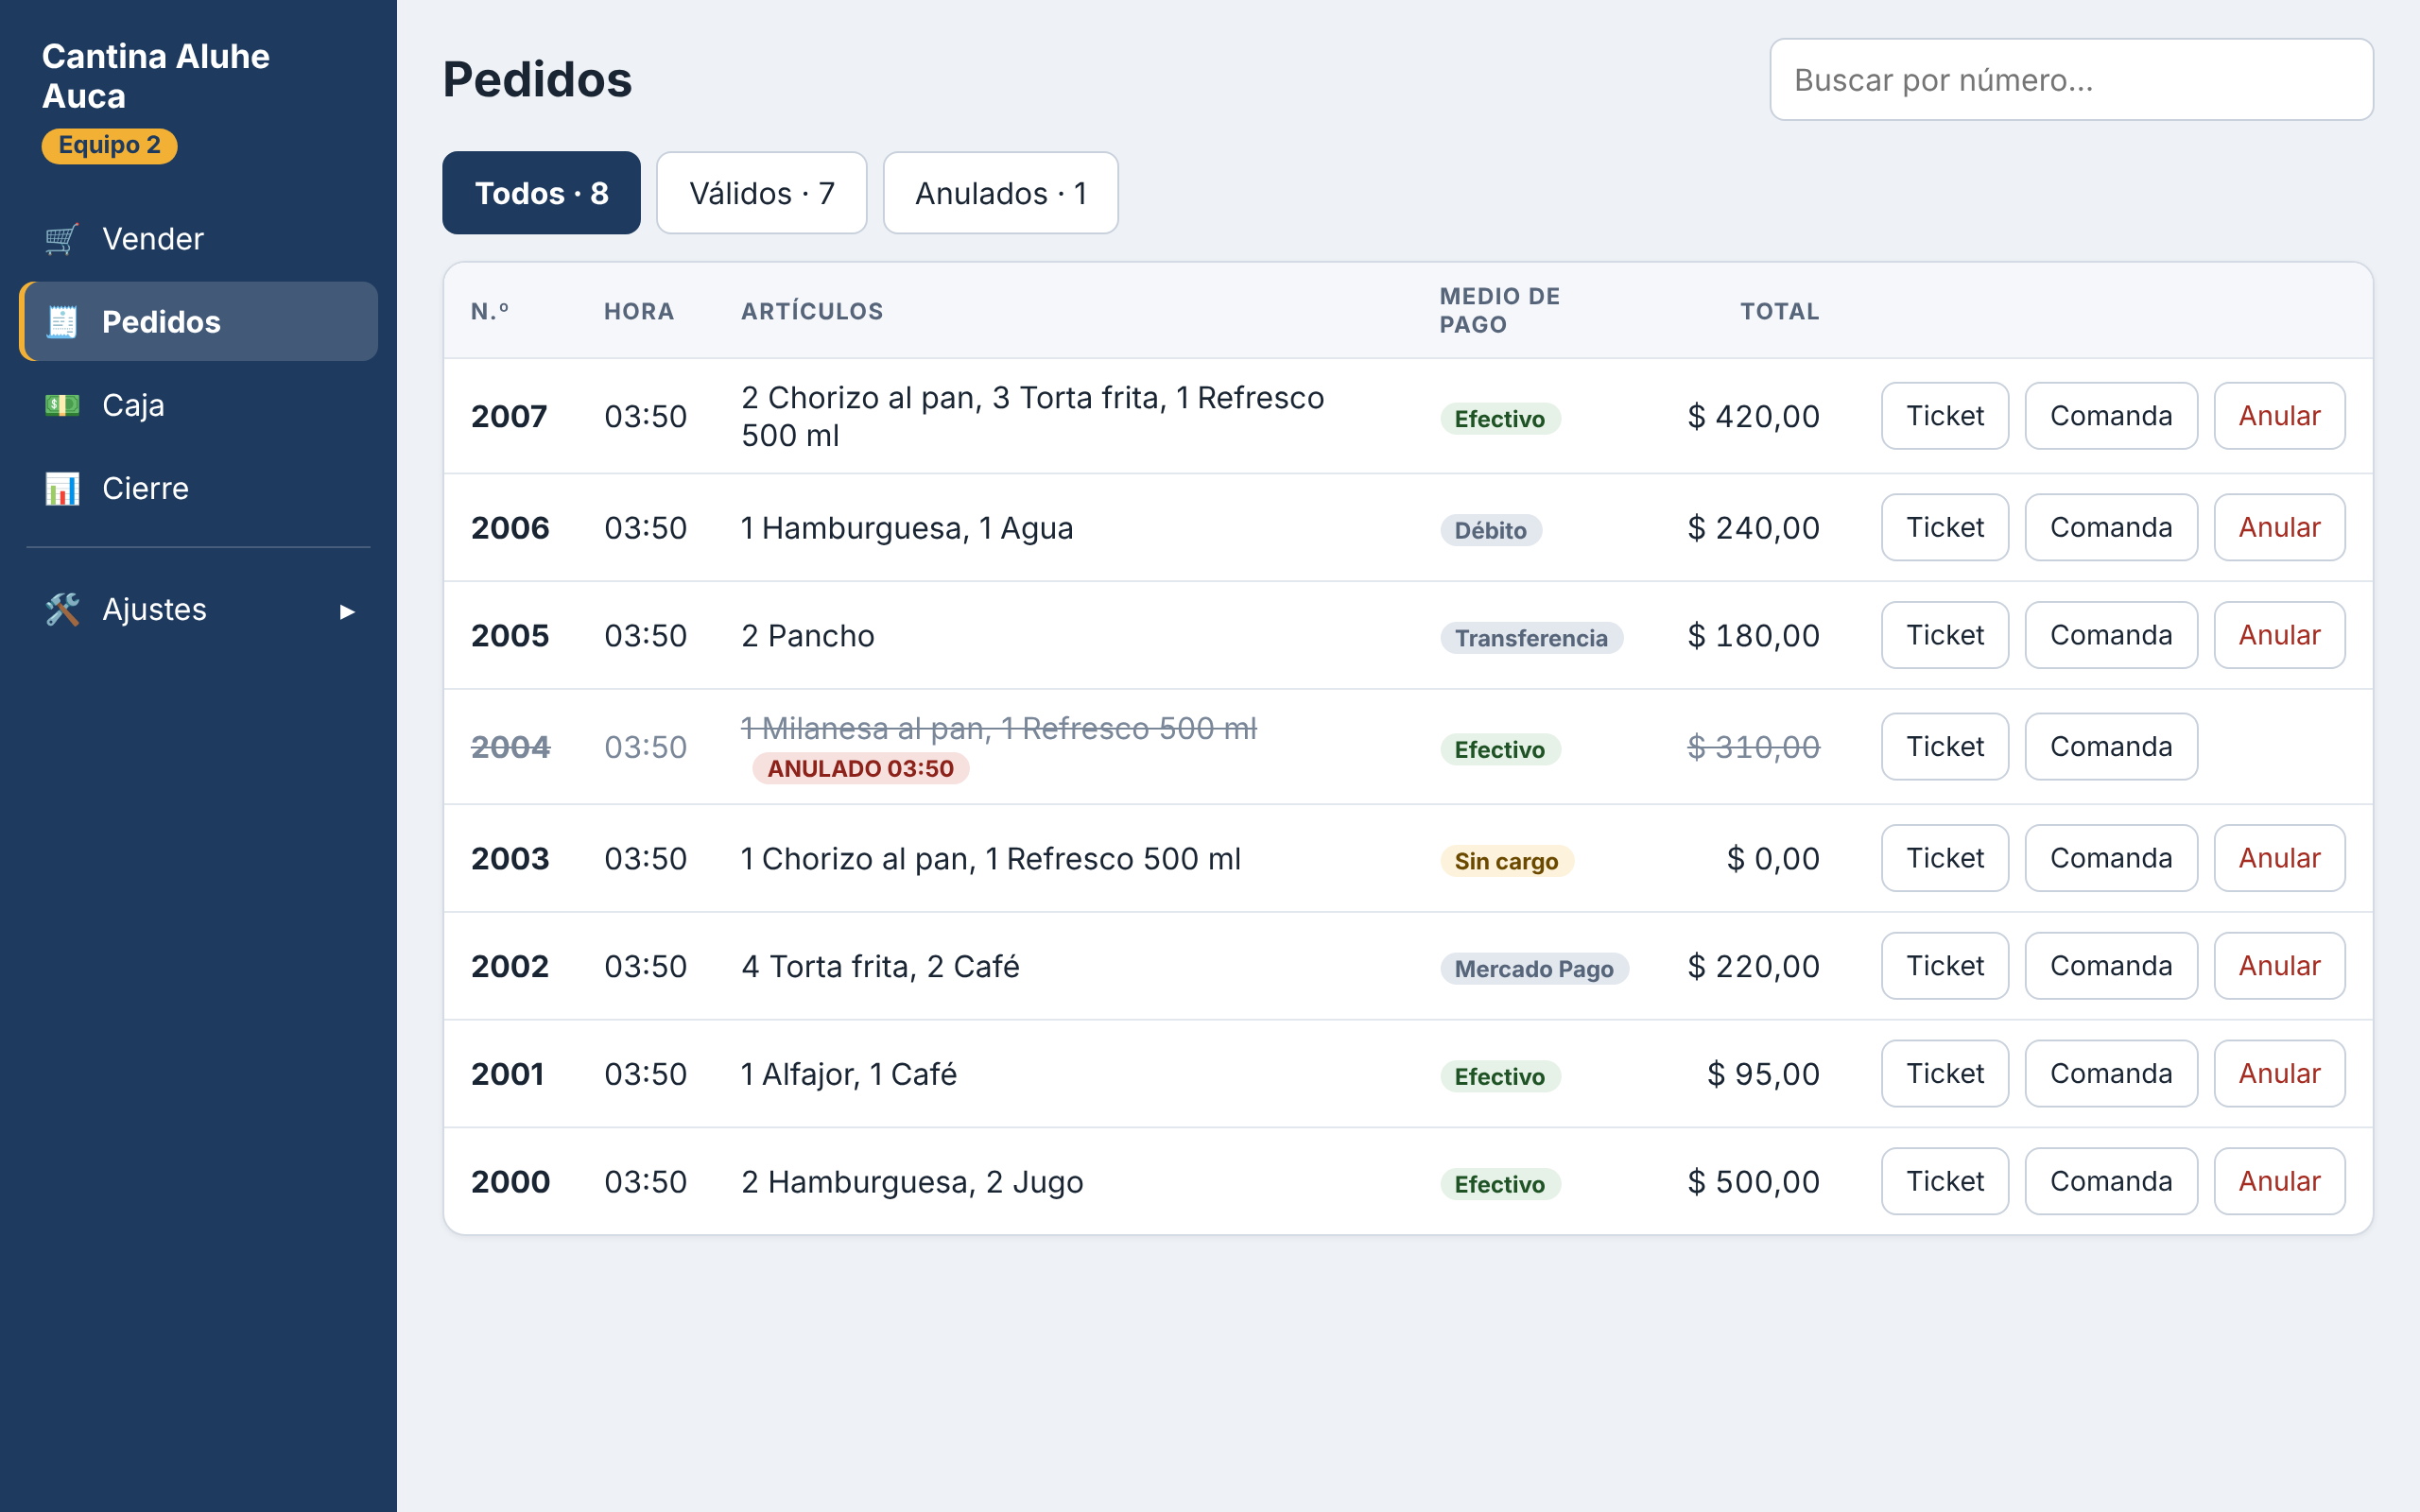 Cantina Aluhe
Auca
Equipo 2
Vender
Pedidos
Caja
Cierre
Ajustes
Pedidos
Buscar por número...
Todos · 8
Válidos · 7
Anulados · 1
N.º HORA ARTÍCULOS MEDIO DE PAGO TOTAL
2007 03:50 2 Chorizo al pan, 3 Torta frita, 1 Refresco 500 ml Efectivo $ 420,00 Ticket Comanda Anular
2006 03:50 1 Hamburguesa, 1 Agua Débito $ 240,00 Ticket Comanda Anular
2005 03:50 2 Pancho Transferencia $ 180,00 Ticket Comanda Anular
2004 03:50 1 Milanesa al pan, 1 Refresco 500 ml ANULADO 03:50 Efectivo $ 310,00 Ticket Comanda
2003 03:50 1 Chorizo al pan, 1 Refresco 500 ml Sin cargo $ 0,00 Ticket Comanda Anular
2002 03:50 4 Torta frita, 2 Café Mercado Pago $ 220,00 Ticket Comanda Anular
2001 03:50 1 Alfajor, 1 Café Efectivo $ 95,00 Ticket Comanda Anular
2000 03:50 2 Hamburguesa, 2 Jugo Efectivo $ 500,00 Ticket Comanda Anular